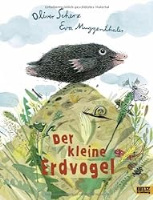 Oliver Scherz
Eva Muggenthaler
Der kleine
Erdvogel